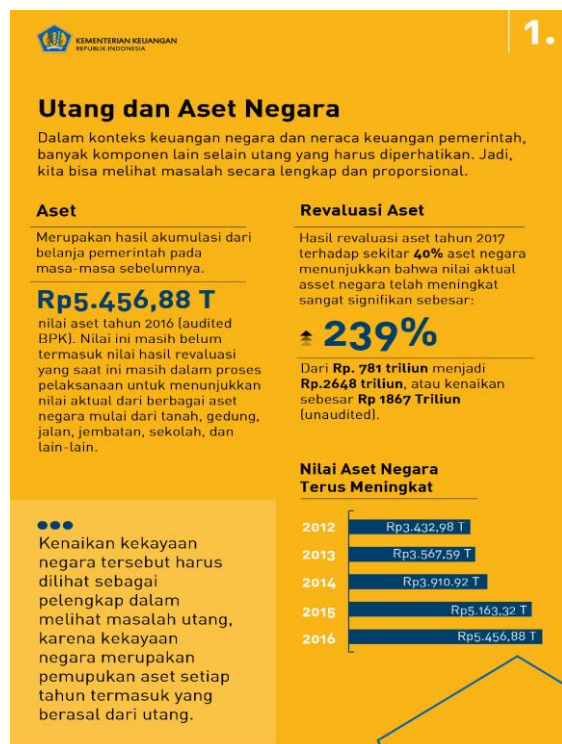 KEMENTERIAN KEUANGAN
REPUBLIK INDONESIA
1.
Utang dan Aset Negara
Dalam konteks keuangan negara dan neraca keuangan pemerintah,
banyak komponen lain selain utang yang harus diperhatikan. Jadi,
kita bisa melihat masalah secara lengkap dan proporsional.
Aset
Merupakan hasil akumulasi dari
belanja pemerintah pada
masa-masa sebelumnya.
Rp5.456,88 T
nilai aset tahun 2016 (audited
BPK). Nilai ini masih belum
termasuk nilai hasil revaluasi
yang saat ini masih dalam proses
pelaksanaan untuk menunjukkan
nilai aktual dari berbagai aset
negara mulai dari tanah, gedung,
jalan, jembatan, sekolah, dan
lain-lain.
Kenaikan kekayaan
negara tersebut harus
dilihat sebagai
pelengkap dalam
melihat masalah utang,
karena kekayaan
negara merupakan
pemupukan aset setiap
tahun termasuk yang
berasal dari utang.
Revaluasi Aset
Hasil revaluasi aset tahun 2017
terhadap sekitar 40% aset negara
menunjukkan bahwa nilai aktual
asset negara telah meningkat
sangat signifikan sebesar:
239%
Dari Rp. 781 triliun menjadi
Rp.2648 triliun, atau kenaikan
sebesar Rp 1867 Triliun
(unaudited).
Nilai Aset Negara
Terus Meningkat
2012 Rp3.432,98 T
2013 Rp3.567,59 T
2014 Rp3.910.92 T
2015 Rp5.163,32 T
2016 Rp5.456,88 T